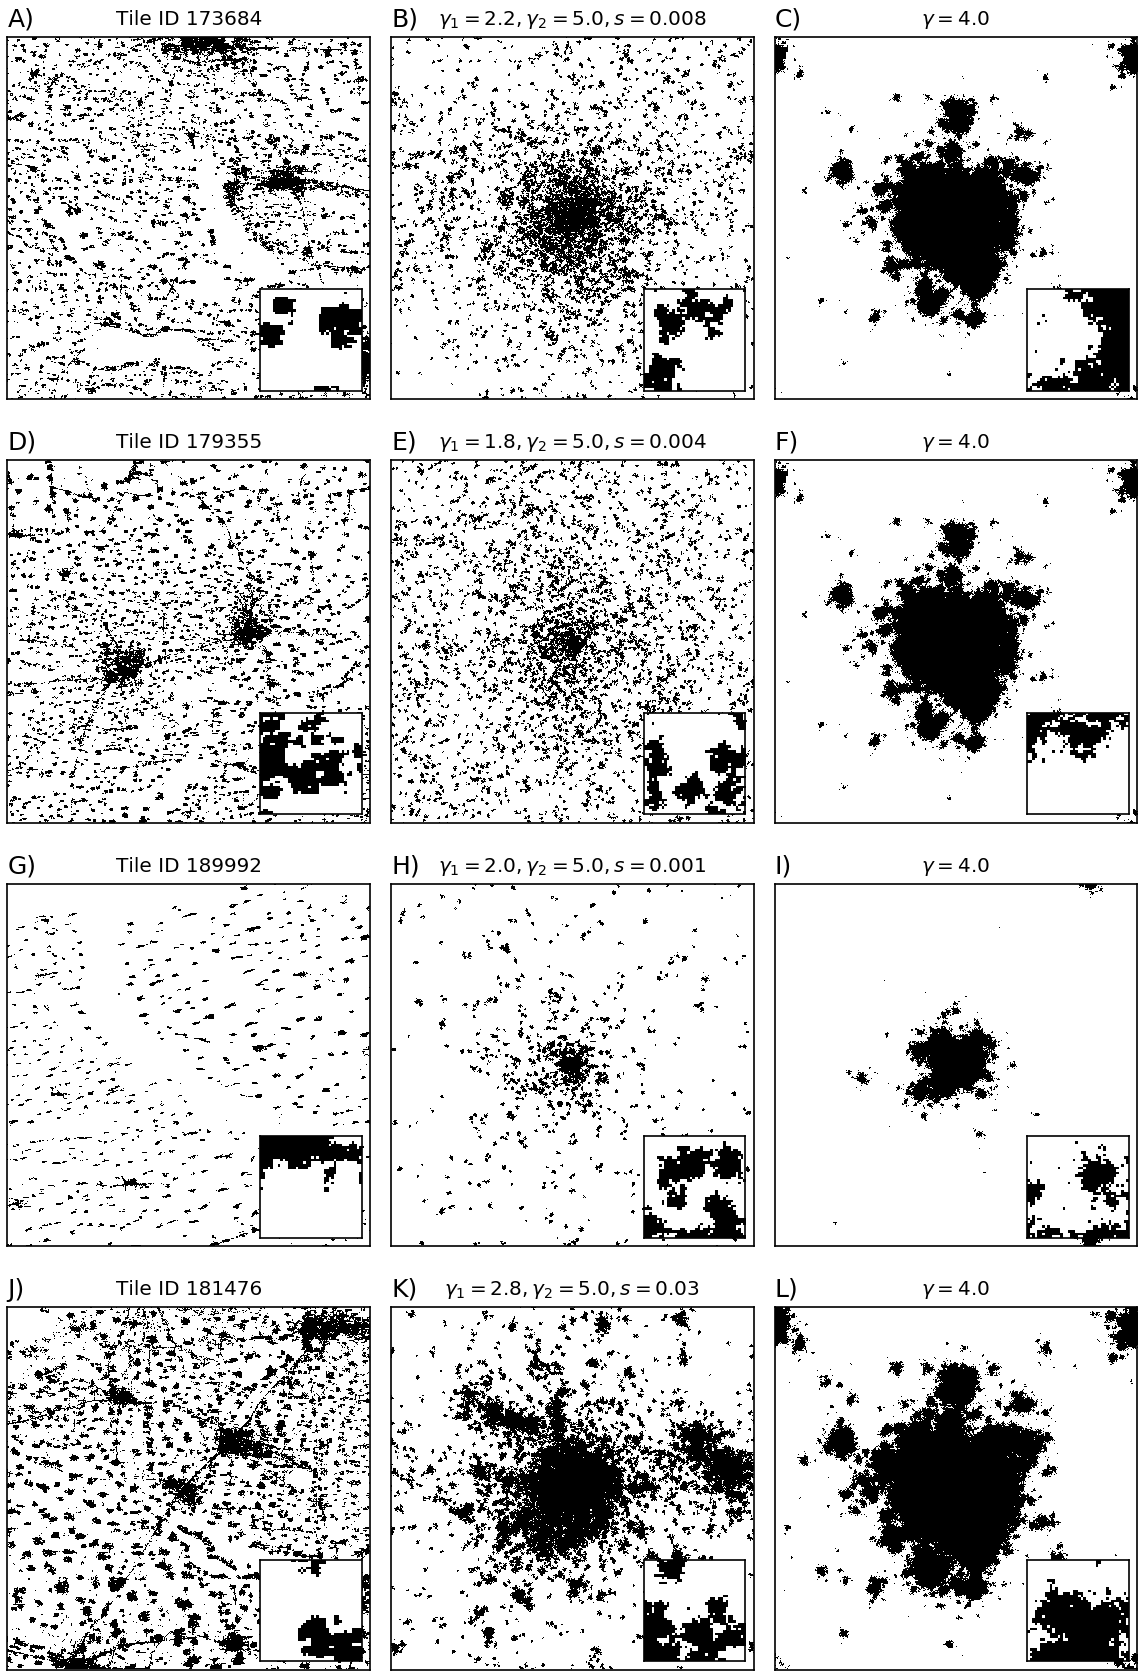 A) Tile ID 173684 B) γ₁ = 2.2, γ₂ = 5.0, s = 0.008 C) γ = 4.0
D) Tile ID 179355 E) γ₁ = 1.8, γ₂ = 5.0, s = 0.004 F) γ = 4.0
G) Tile ID 189992 H) γ₁ = 2.0, γ₂ = 5.0, s = 0.001 I) γ = 4.0
J) Tile ID 181476 K) γ₁ = 2.8, γ₂ = 5.0, s = 0.03 L) γ = 4.0